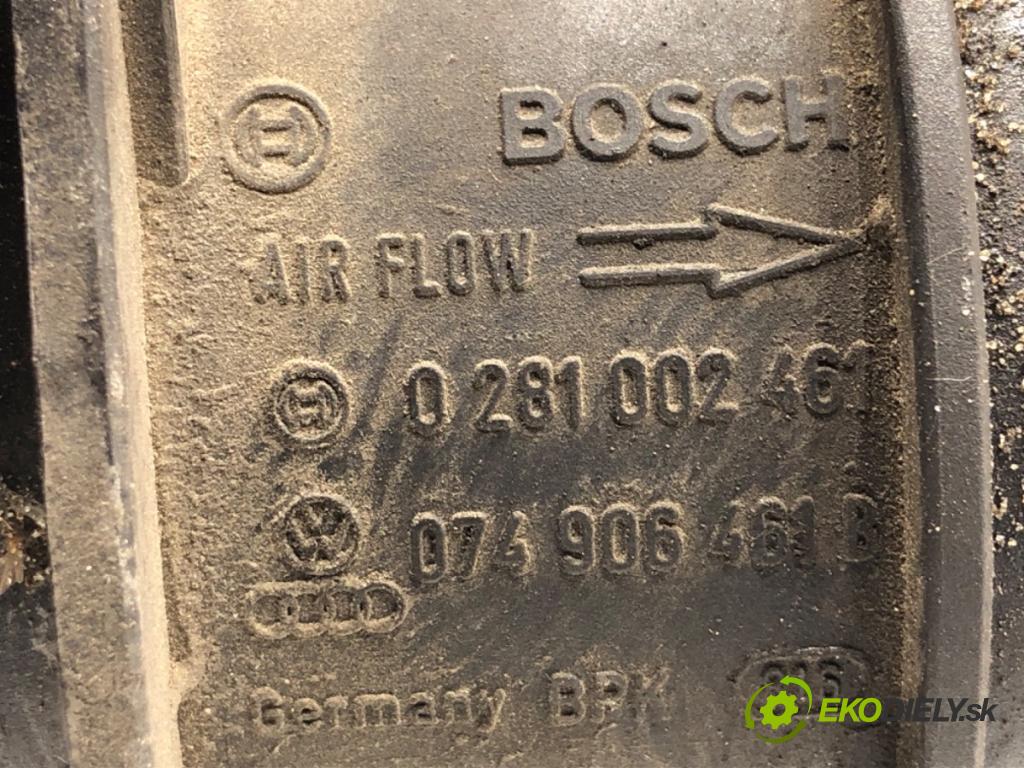 BOSCH
AIR FLOW
0 281 002 461
074 906 461 B
Germany BPK
EKODIELY.sk